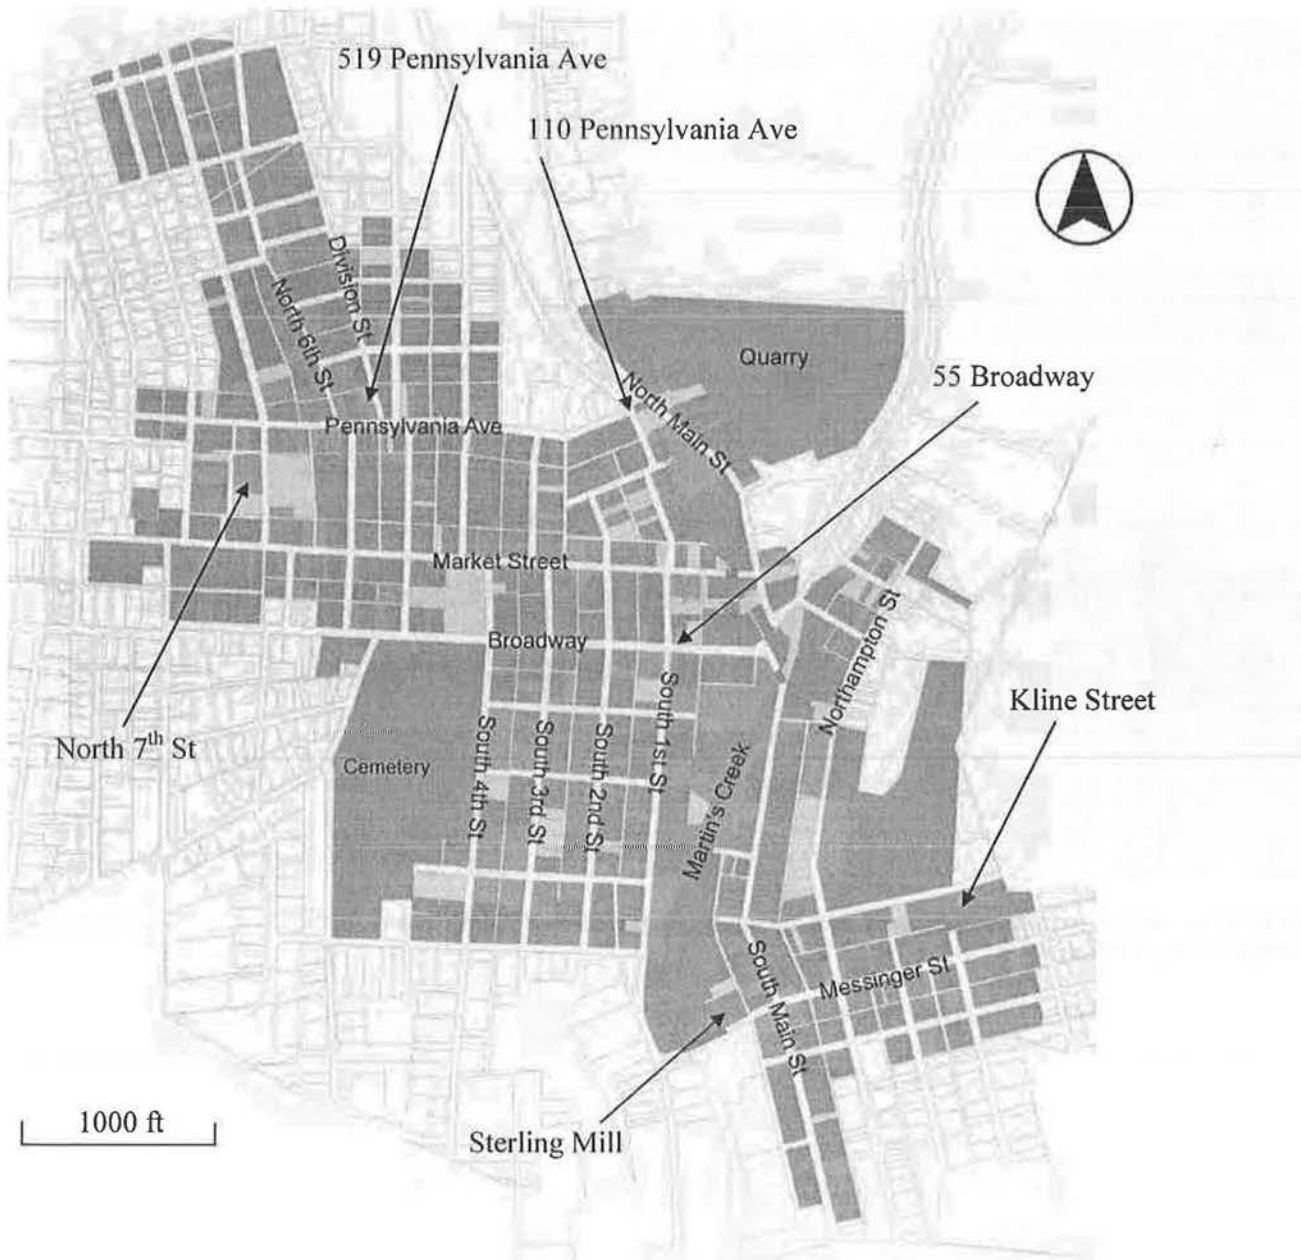 519 Pennsylvania Ave
110 Pennsylvania Ave
Division St
North 6th St
Quarry
55 Broadway
North Main St
Pennsylvania Ave
Market Street
Northampton St
Broadway
Kline Street
South 1st St
North 7th St
Cemetery
South 4th St
South 3rd St
South 2nd St
Martin's Creek
Messinger St
South Main St
1000 ft
Sterling Mill